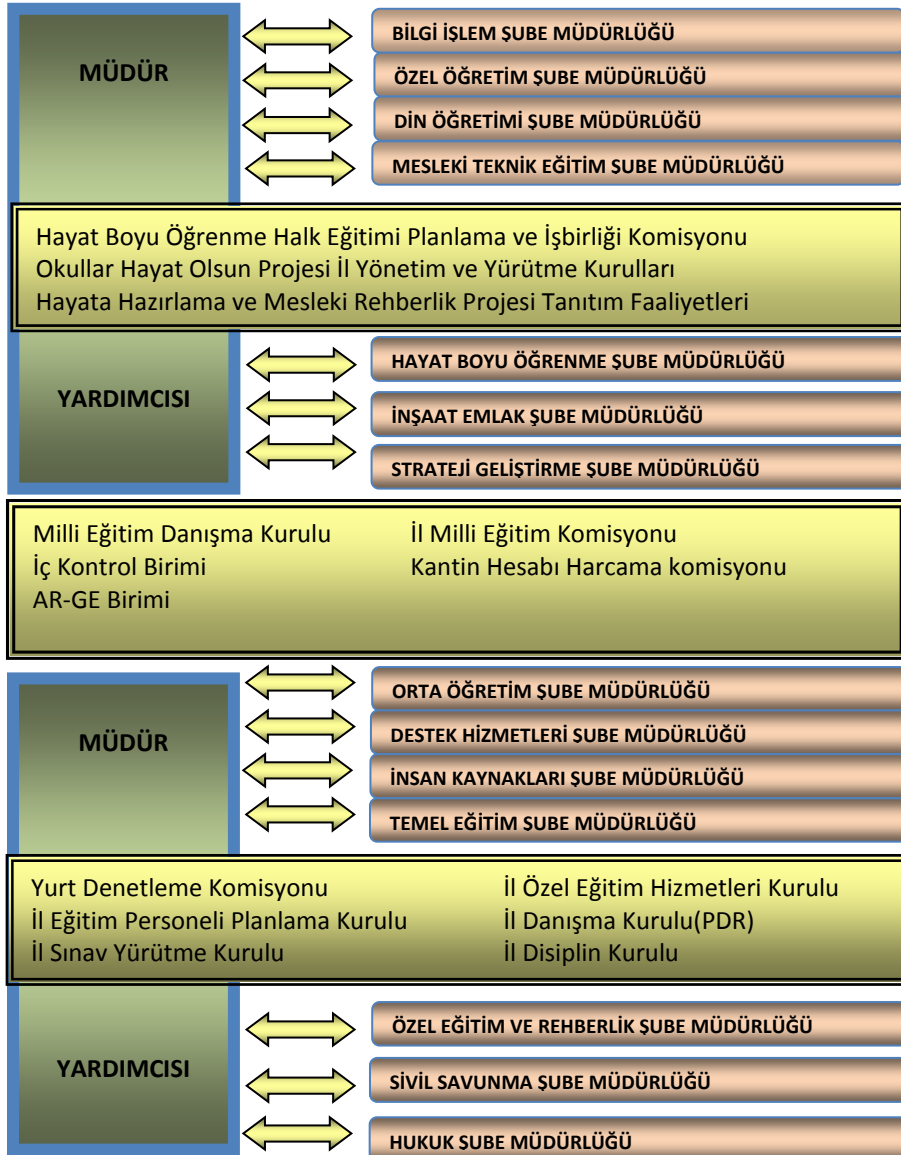 MÜDÜR
BİLGİ İŞLEM ŞUBE MÜDÜRLÜĞÜ
ÖZEL ÖĞRETİM ŞUBE MÜDÜRLÜĞÜ
DİN ÖĞRETİMİ ŞUBE MÜDÜRLÜĞÜ
MESLEKİ TEKNİK EĞİTİM ŞUBE MÜDÜRLÜĞÜ
Hayat Boyu Öğrenme Halk Eğitimi Planlama ve İşbirliği Komisyonu
Okullar Hayat Olsun Projesi İl Yönetim ve Yürütme Kurulları
Hayata Hazırlama ve Mesleki Rehberlik Projesi Tanıtım Faaliyetleri
YARDIMCISI
HAYAT BOYU ÖĞRENME ŞUBE MÜDÜRLÜĞÜ
İNŞAAT EMLAK ŞUBE MÜDÜRLÜĞÜ
STRATEJİ GELİŞTİRME ŞUBE MÜDÜRLÜĞÜ
Milli Eğitim Danışma Kurulu İl Milli Eğitim Komisyonu
İç Kontrol Birimi Kantin Hesabı Harcama komisyonu
AR-GE Birimi
MÜDÜR
ORTA ÖĞRETİM ŞUBE MÜDÜRLÜĞÜ
DESTEK HİZMETLERİ ŞUBE MÜDÜRLÜĞÜ
İNSAN KAYNAKLARI ŞUBE MÜDÜRLÜĞÜ
TEMEL EĞİTİM ŞUBE MÜDÜRLÜĞÜ
Yurt Denetleme Komisyonu İl Özel Eğitim Hizmetleri Kurulu
İl Eğitim Personeli Planlama Kurulu İl Danışma Kurulu(PDR)
İl Sınav Yürütme Kurulu İl Disiplin Kurulu
YARDIMCISI
ÖZEL EĞİTİM VE REHBERLİK ŞUBE MÜDÜRLÜĞÜ
SİVİL SAVUNMA ŞUBE MÜDÜRLÜĞÜ
HUKUK ŞUBE MÜDÜRLÜĞÜ